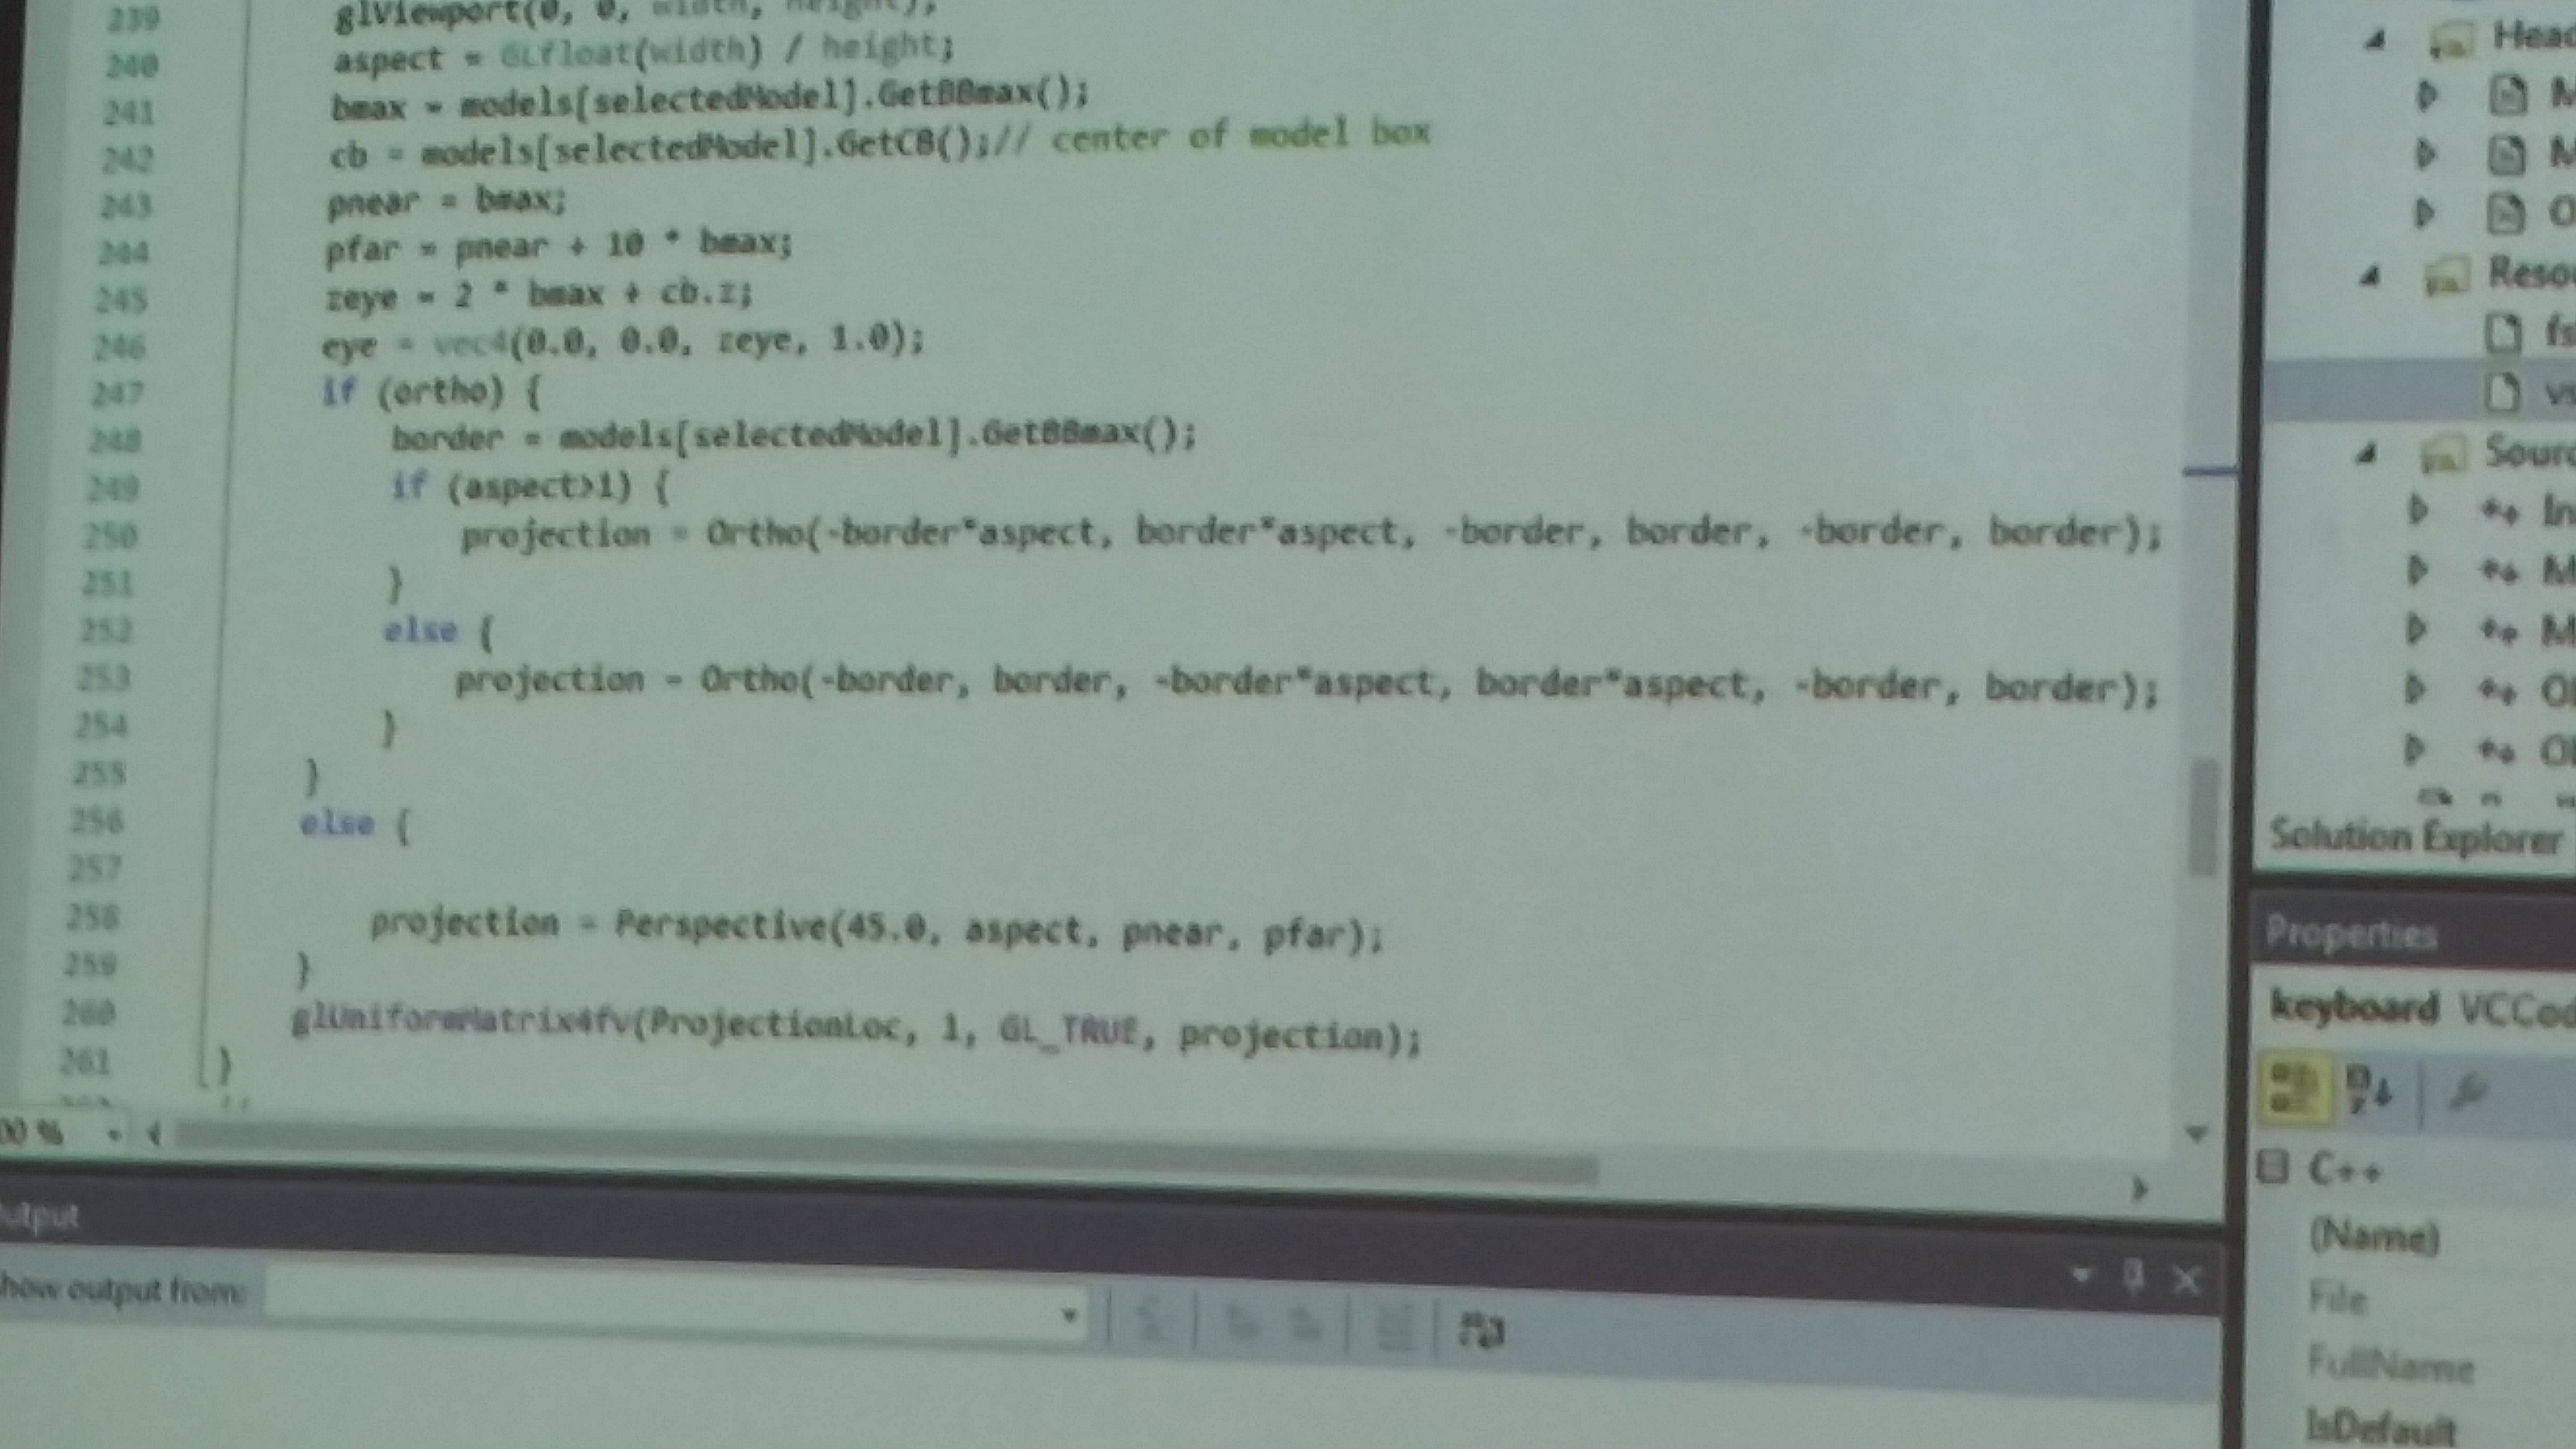 239 glViewport(0, 0, width, height);
240 aspect = GLfloat(width) / height;
241 bmax = models[selectedModel].GetBBmax();
242 cb = models[selectedModel].GetCB();// center of model box
243 pnear = bmax;
244 pfar = pnear + 10 * bmax;
245 zeye = 2 * bmax + cb.z;
246 eye = vec4(0.0, 0.0, zeye, 1.0);
247 if (ortho) {
248 border = models[selectedModel].GetBBmax();
249 if (aspect>1) {
250 projection = Ortho(-border*aspect, border*aspect, -border, border, -border, border);
251 }
252 else {
253 projection = Ortho(-border, border, -border*aspect, border*aspect, -border, border);
254 }
255 }
256 else {
257
258 projection = Perspective(45.0, aspect, pnear, pfar);
259 }
260 glUniformMatrix4fv(ProjectionLoc, 1, GL_TRUE, projection);
261 }
00 %
utput
how output from:
Head
M
M
O
Resou
fs
vs
Sourc
In
M
M
Ol
Ol
Solution Explorer
Properties
keyboard VCCod
C++
(Name)
File
FullName
IsDefault